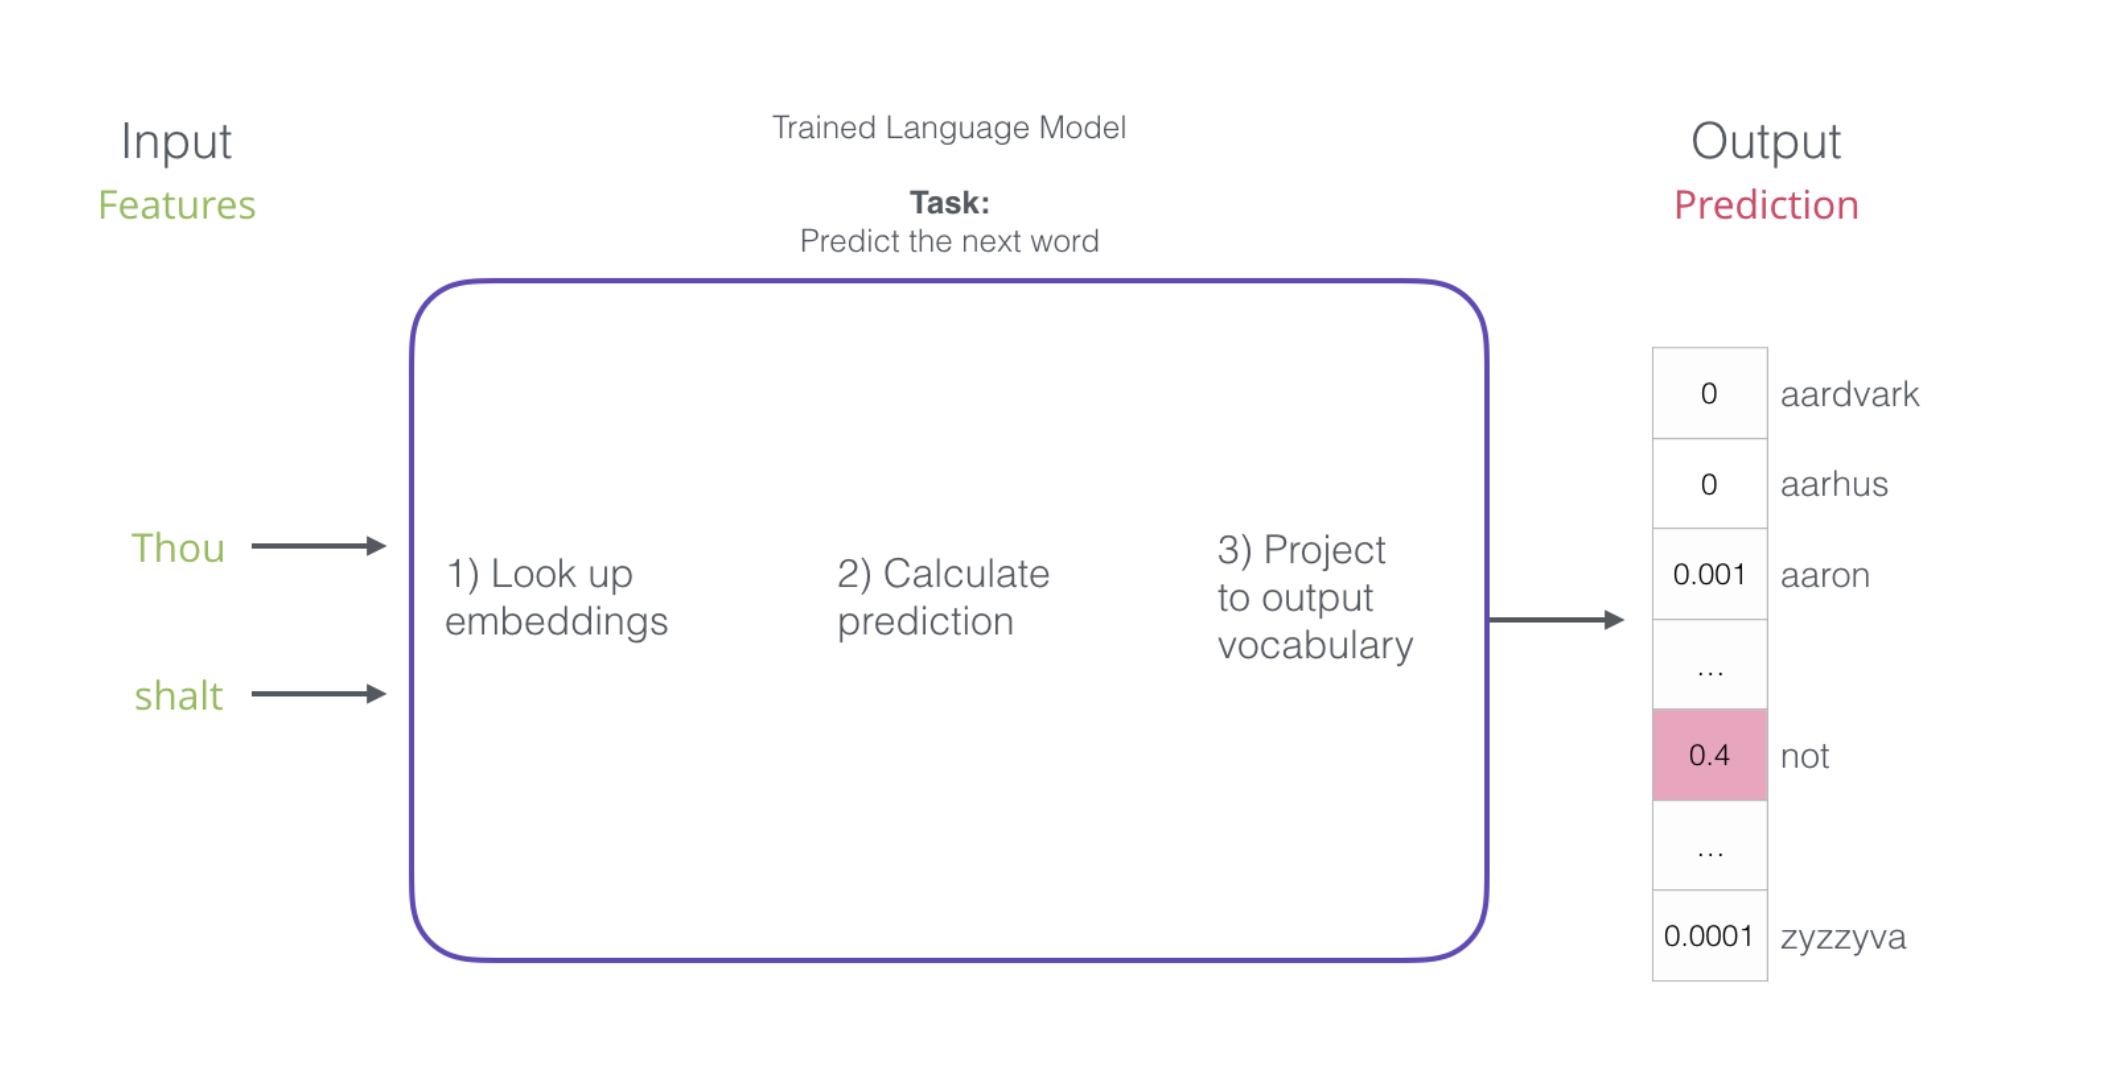 Input
Features
Trained Language Model
Task:
Predict the next word
Output
Prediction
Thou
shalt
1) Look up
embeddings
2) Calculate
prediction
3) Project
to output
vocabulary
0 aardvark
0 aarhus
0.001 aaron
...
0.4 not
...
0.0001 zyzzyva